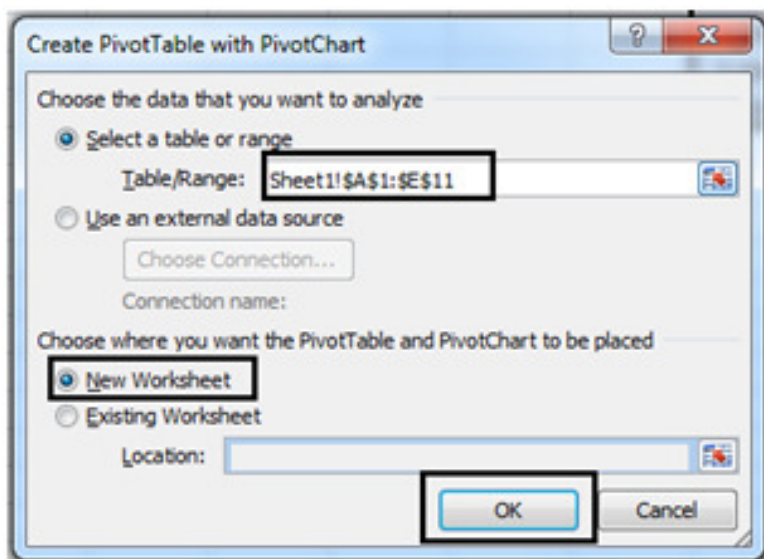 Create PivotTable with PivotChart
Choose the data that you want to analyze
Select a table or range
Table/Range: Sheet1!$A$1:$E$11
Use an external data source
Choose Connection...
Connection name:
Choose where you want the PivotTable and PivotChart to be placed
New Worksheet
Existing Worksheet
Location:
OK Cancel